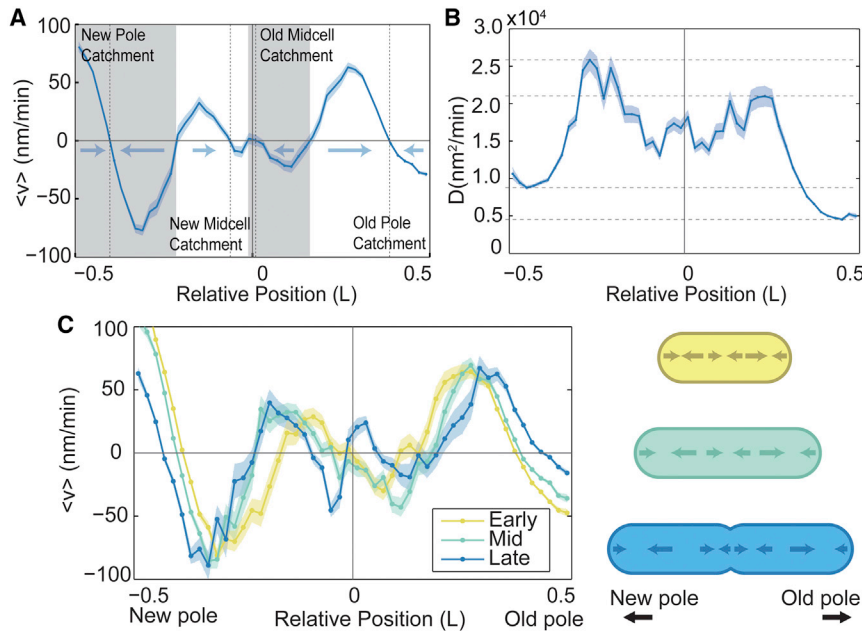 A
100
50
0
−50
−100
<v> (nm/min)
New Pole
Catchment
Old Midcell
Catchment
New Midcell
Catchment
Old Pole
Catchment
−0.5
0
0.5
Relative Position (L)
B
3.0 x10⁴
2.5
2.0
1.5
1.0
0.5
0
D(nm²/min)
−0.5
0
0.5
Relative Position (L)
C
100
50
0
−50
−100
<v> (nm/min)
Early
Mid
Late
−0.5
0
0.5
New pole
Relative Position (L)
Old pole
New pole
Old pole